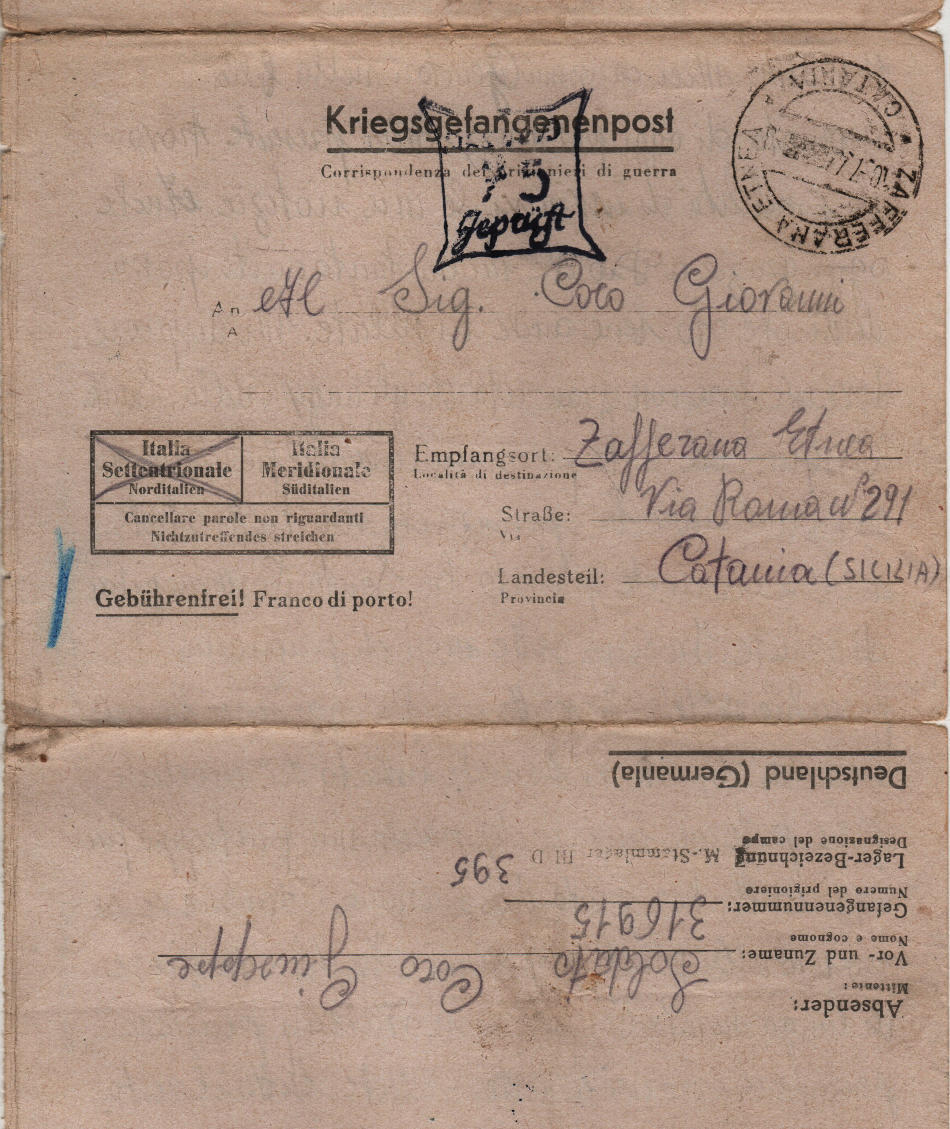 Kriegsgefangenenpost
Corrispondenza dei prigionieri di guerra
geprüft
ZAFFERANA ETNEA * CATANIA *
An Al Sig. Coco Giovanni
A
Italia Settentrionale
Norditalien
Italia Meridionale
Süditalien
Cancellare parole non riguardanti
Nichtzutreffendes streichen
Gebührenfrei! Franco di porto!
Empfangsort: Zafferana Etnea
Località di destinazione
Straße: Via Roma n° 291
Via
Landesteil: Catania (SICILIA)
Provincia
Absender:
Mittente:
Vor- und Zuname: Soldato Coco Giuseppe
Nome e cognome
Gefangenennummer: 316915
Numero del prigioniero
Lager-Bezeichnung M.-Stammlager III D 395
Designazione del campo
Deutschland (Germania)